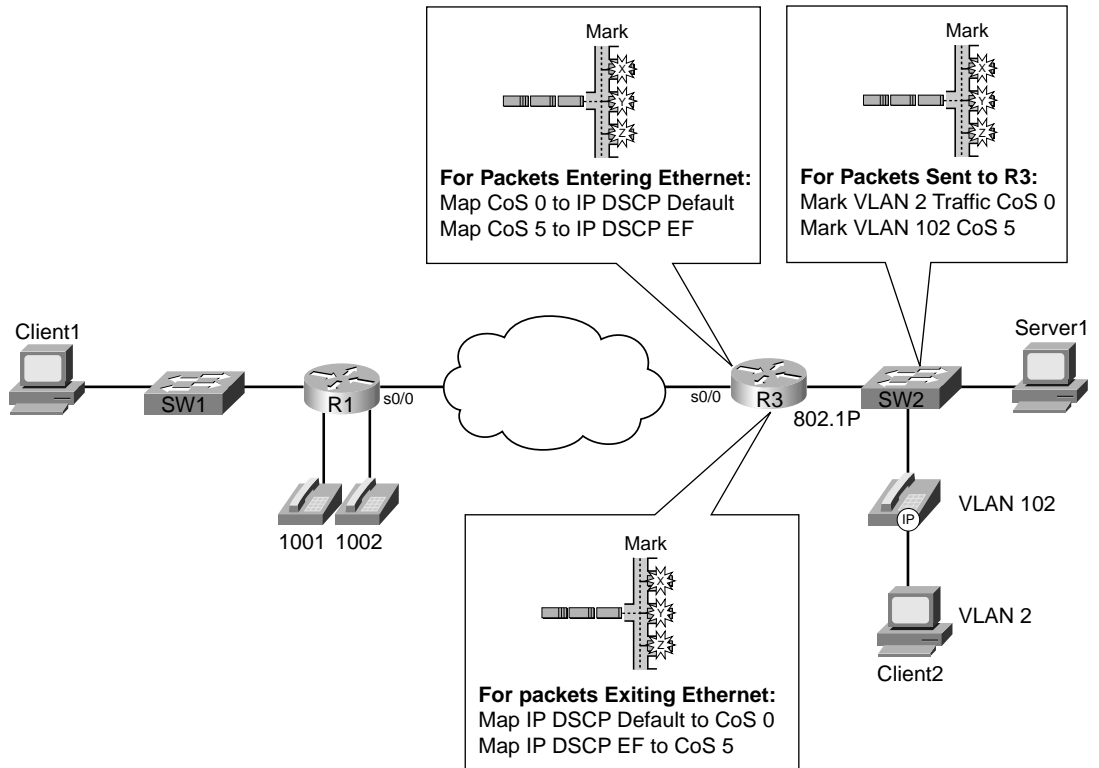 Mark
X
Y
Z
For Packets Entering Ethernet:
Map CoS 0 to IP DSCP Default
Map CoS 5 to IP DSCP EF
Mark
X
Y
Z
For Packets Sent to R3:
Mark VLAN 2 Traffic CoS 0
Mark VLAN 102 CoS 5
Client1
SW1
R1
s0/0
s0/0
R3
802.1P
SW2
Server1
1001
1002
IP
VLAN 102
VLAN 2
Client2
Mark
X
Y
Z
For packets Exiting Ethernet:
Map IP DSCP Default to CoS 0
Map IP DSCP EF to CoS 5